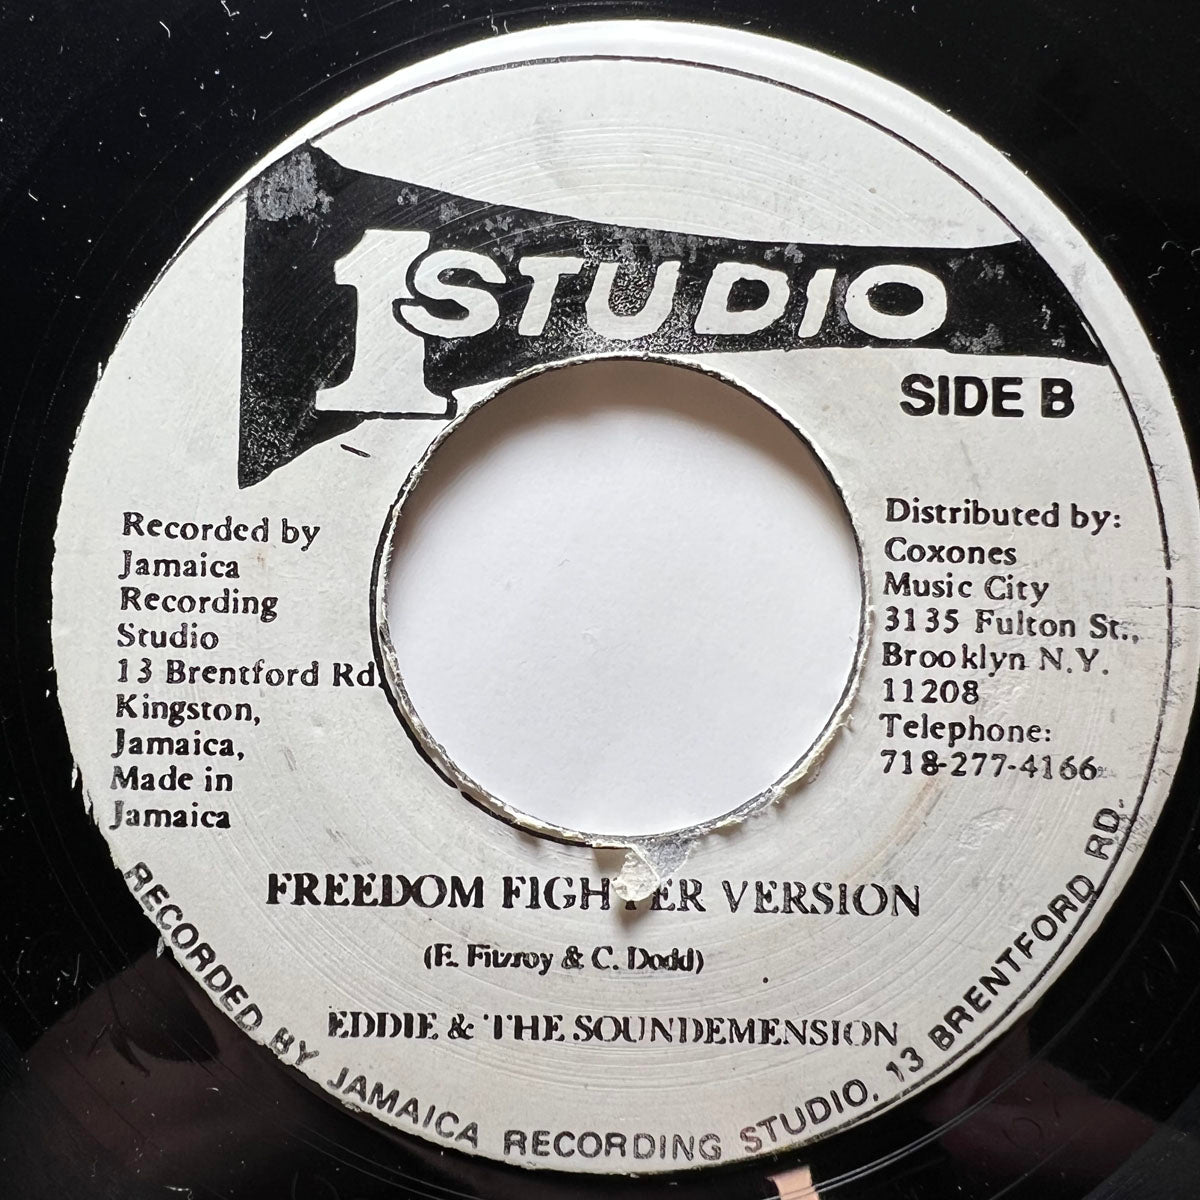 1 STUDIO
SIDE B
Recorded by
Jamaica
Recording
Studio
13 Brentford Rd
Kingston,
Jamaica,
Made in
Jamaica
Distributed by:
Coxones
Music City
3135 Fulton St.,
Brooklyn N.Y.
11208
Telephone:
718-277-4166
FREEDOM FIGHTER VERSION
(E. Fitzroy & C. Dodd)
EDDIE & THE SOUNDEMENSION
RECORDED BY JAMAICA RECORDING STUDIO, 13 BRENTFORD RD.